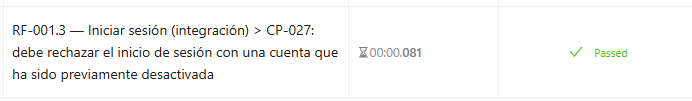 RF-001.3 — Iniciar sesión (integración) > CP-027:
debe rechazar el inicio de sesión con una cuenta que
ha sido previamente desactivada
00:00.081
Passed